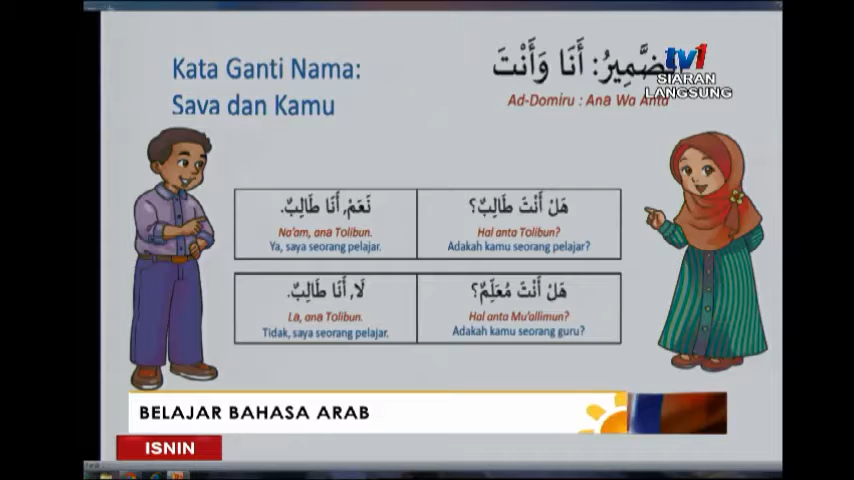 Kata Ganti Nama:
Saya dan Kamu
الضَّمِيرُ: أَنَا وَأَنْتَ
Ad-Domiru : Ana Wa Anta
tv1
SIARAN
LANGSUNG
هَلْ أَنْتَ طَالِبٌ؟
Hal anta Tolibun?
Adakah kamu seorang pelajar?
نَعَمْ, أَنَا طَالِبٌ.
Na'am, ana Tolibun.
Ya, saya seorang pelajar.
هَلْ أَنْتَ مُعَلِّمٌ؟
Hal anta Mu'allimun?
Adakah kamu seorang guru?
لَا, أَنَا طَالِبٌ.
La, ana Tolibun.
Tidak, saya seorang pelajar.
BELAJAR BAHASA ARAB
ISNIN